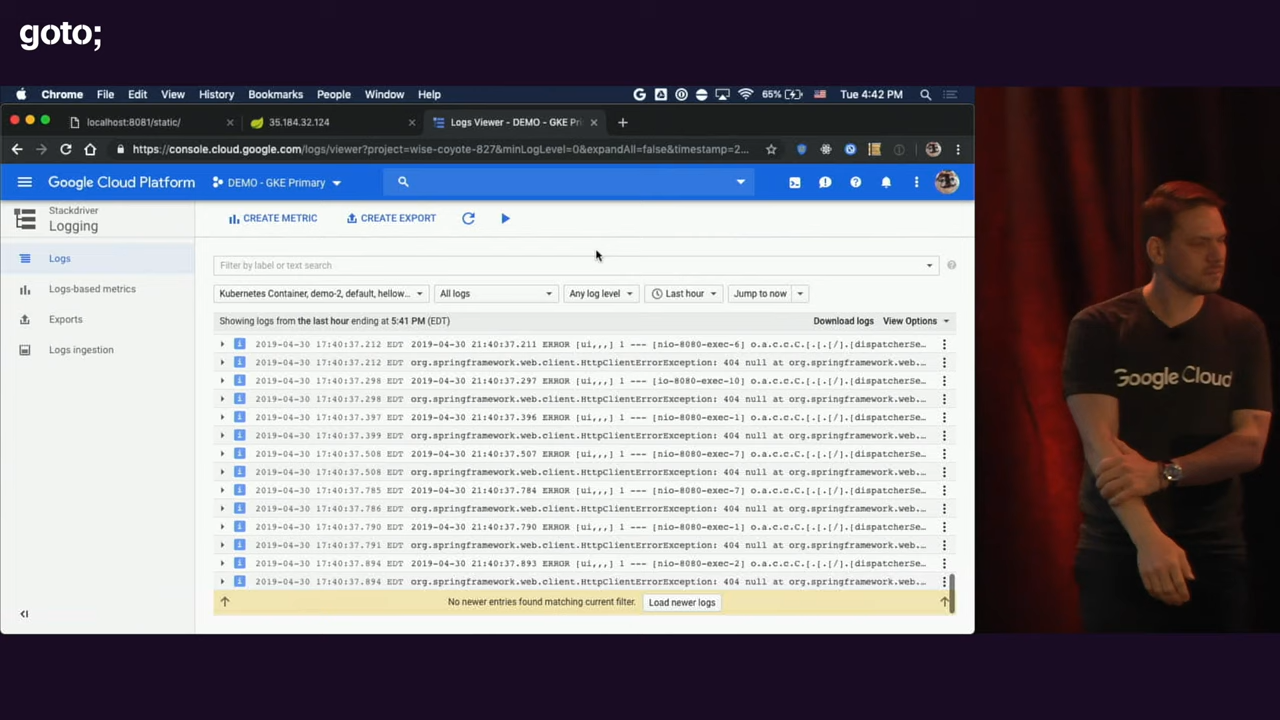 goto;
Chrome File Edit View History Bookmarks People Window Help 65% Tue 4:42 PM
localhost:8081/static/ 35.184.32.124 Logs Viewer - DEMO - GKE Pri
https://console.cloud.google.com/logs/viewer?project=wise-coyote-827&minLogLevel=0&expandAll=false&timestamp=2...
Google Cloud Platform DEMO - GKE Primary
Stackdriver
Logging
CREATE METRIC CREATE EXPORT
Logs
Logs-based metrics
Exports
Logs ingestion
Filter by label or text search
Kubernetes Container, demo-2, default, hellow... All logs Any log level Last hour Jump to now
Showing logs from the last hour ending at 5:41 PM (EDT) Download logs View Options
2019-04-30 17:40:37.212 EDT 2019-04-30 21:40:37.211 ERROR [ui,,,] 1 --- [nio-8080-exec-6] o.a.c.c.C.[.[.[/].[dispatcherSe…
2019-04-30 17:40:37.212 EDT org.springframework.web.client.HttpClientErrorException: 404 null at org.springframework.web.…
2019-04-30 17:40:37.298 EDT 2019-04-30 21:40:37.297 ERROR [ui,,,] 1 --- [io-8080-exec-10] o.a.c.c.C.[.[.[/].[dispatcherSe…
2019-04-30 17:40:37.298 EDT org.springframework.web.client.HttpClientErrorException: 404 null at org.springframework.web.…
2019-04-30 17:40:37.397 EDT 2019-04-30 21:40:37.396 ERROR [ui,,,] 1 --- [nio-8080-exec-1] o.a.c.c.C.[.[.[/].[dispatcherSe…
2019-04-30 17:40:37.399 EDT org.springframework.web.client.HttpClientErrorException: 404 null at org.springframework.web.…
2019-04-30 17:40:37.508 EDT 2019-04-30 21:40:37.507 ERROR [ui,,,] 1 --- [nio-8080-exec-7] o.a.c.c.C.[.[.[/].[dispatcherSe…
2019-04-30 17:40:37.508 EDT org.springframework.web.client.HttpClientErrorException: 404 null at org.springframework.web.…
2019-04-30 17:40:37.785 EDT 2019-04-30 21:40:37.784 ERROR [ui,,,] 1 --- [nio-8080-exec-7] o.a.c.c.C.[.[.[/].[dispatcherSe…
2019-04-30 17:40:37.786 EDT org.springframework.web.client.HttpClientErrorException: 404 null at org.springframework.web.…
2019-04-30 17:40:37.790 EDT 2019-04-30 21:40:37.790 ERROR [ui,,,] 1 --- [nio-8080-exec-1] o.a.c.c.C.[.[.[/].[dispatcherSe…
2019-04-30 17:40:37.791 EDT org.springframework.web.client.HttpClientErrorException: 404 null at org.springframework.web.…
2019-04-30 17:40:37.894 EDT 2019-04-30 21:40:37.893 ERROR [ui,,,] 1 --- [nio-8080-exec-2] o.a.c.c.C.[.[.[/].[dispatcherSe…
2019-04-30 17:40:37.894 EDT org.springframework.web.client.HttpClientErrorException: 404 null at org.springframework.web.…
No newer entries found matching current filter. Load newer logs
Google Cloud